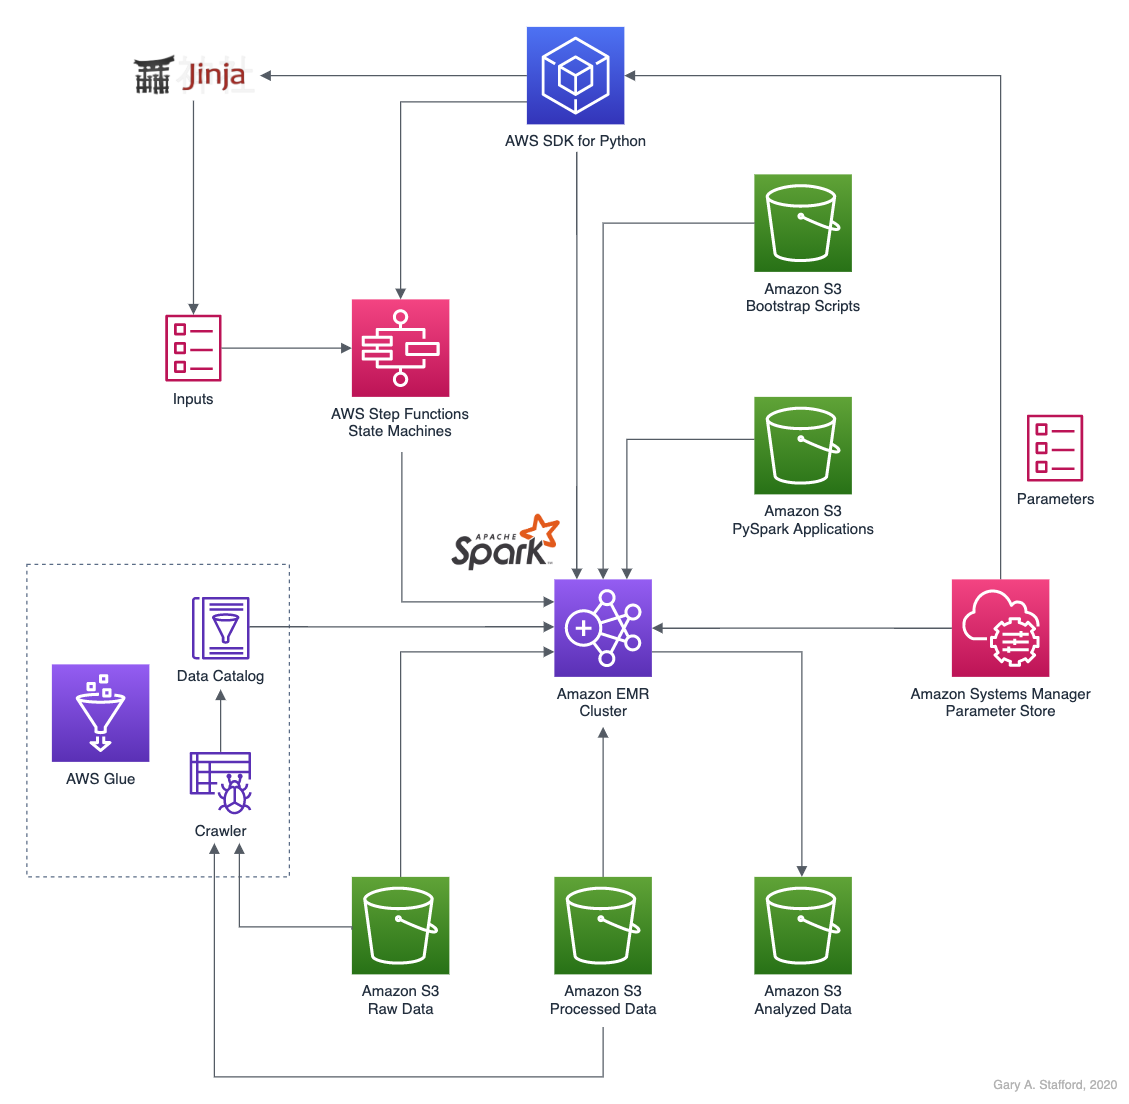 Jinja
AWS SDK for Python
Amazon S3
Bootstrap Scripts
Inputs
AWS Step Functions
State Machines
Amazon S3
PySpark Applications
Parameters
APACHE
Spark
Data Catalog
AWS Glue
Crawler
Amazon EMR
Cluster
Amazon Systems Manager
Parameter Store
Amazon S3
Raw Data
Amazon S3
Processed Data
Amazon S3
Analyzed Data
Gary A. Stafford, 2020